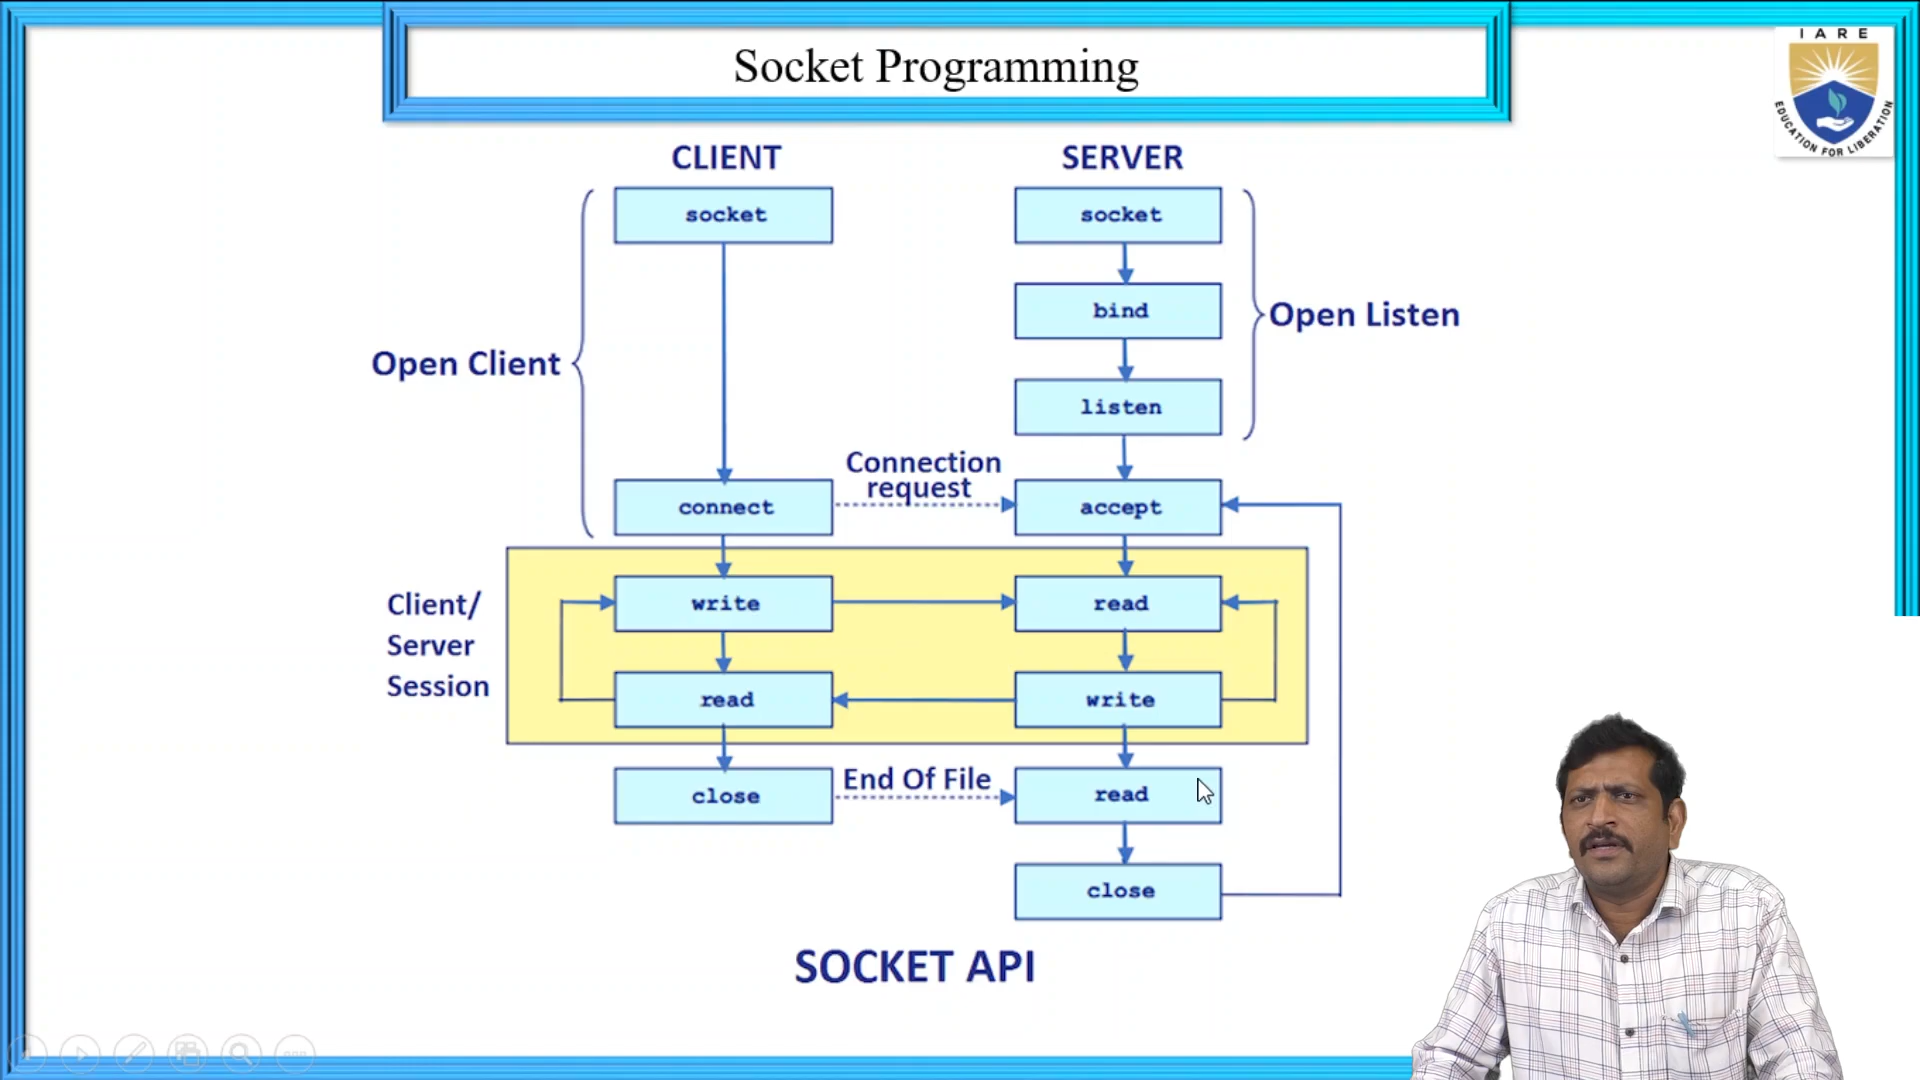 Socket Programming
IARE
EDUCATION FOR LIBERATION
CLIENT
SERVER
socket
socket
bind
Open Listen
Open Client
listen
Connection
request
connect
accept
Client/
Server
Session
write
read
read
write
close
End Of File
read
close
SOCKET API